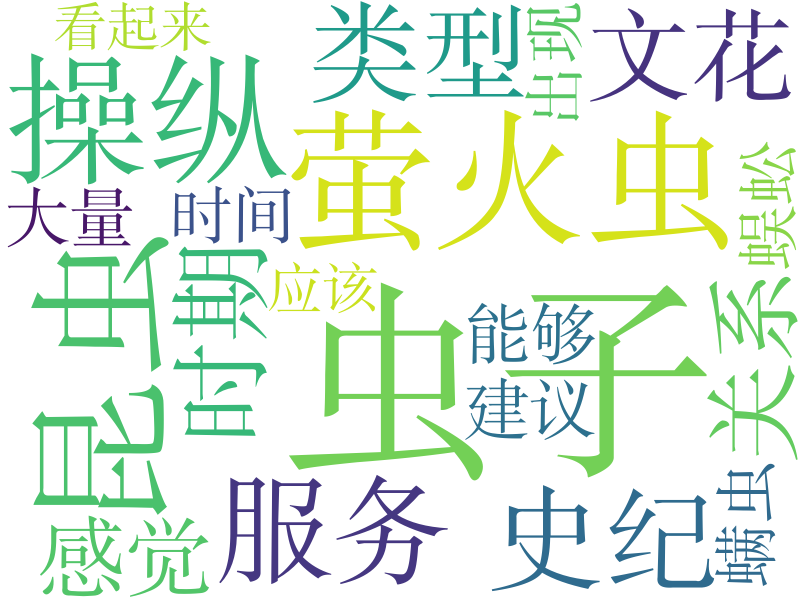 看起来
类型
出现
文花
操纵
萤火虫
蜈蚣
大量
时间
昆虫
时期
应该
虫子
能够
关系
建议
感觉
服务
史纪
螨虫